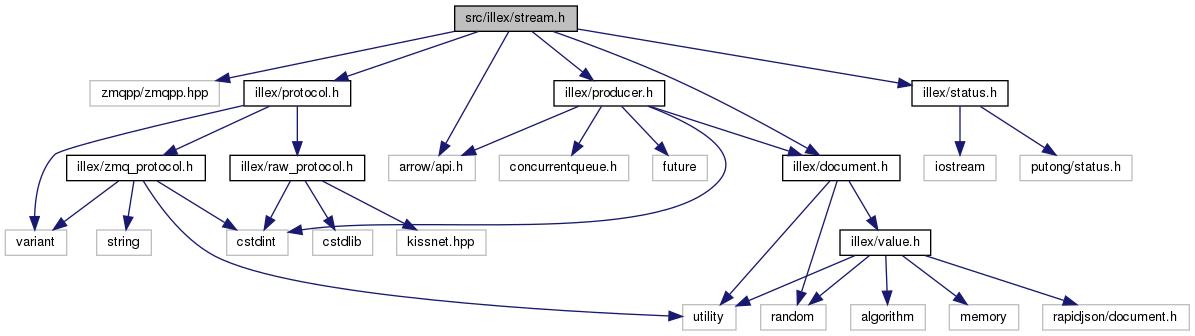 src/illex/stream.h
zmqpp/zmqpp.hpp
illex/protocol.h
illex/producer.h
illex/status.h
illex/zmq_protocol.h
illex/raw_protocol.h
arrow/api.h
concurrentqueue.h
future
illex/document.h
iostream
putong/status.h
variant
string
cstdint
cstdlib
kissnet.hpp
illex/value.h
utility
random
algorithm
memory
rapidjson/document.h